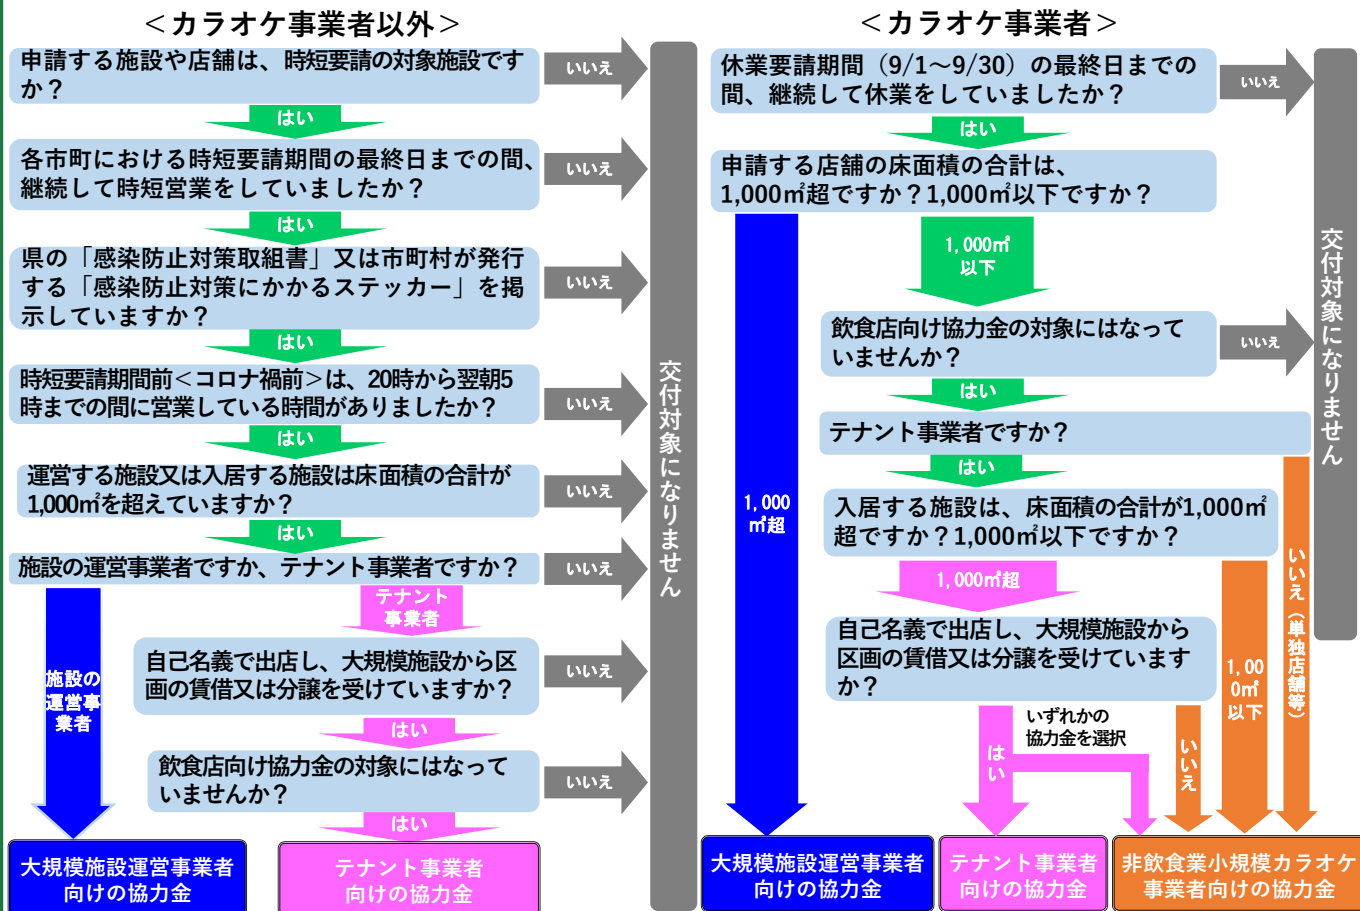 ＜カラオケ事業者以外＞
申請する施設や店舗は、時短要請の対象施設です
か？
いいえ
はい
各市町における時短要請期間の最終日までの間、
継続して時短営業をしていましたか？
いいえ
はい
県の「感染防止対策取組書」又は市町村が発行
する「感染防止対策にかかるステッカー」を掲
示していますか？
いいえ
はい
時短要請期間前＜コロナ禍前＞は、20時から翌朝5
時までの間に営業している時間がありましたか？
いいえ
はい
運営する施設又は入居する施設は床面積の合計が
1,000㎡を超えていますか？
いいえ
はい
施設の運営事業者ですか、テナント事業者ですか？
いいえ
テナント
事業者
施設の
運営事
業者
自己名義で出店し、大規模施設から区
画の賃借又は分譲を受けていますか？
いいえ
はい
飲食店向け協力金の対象にはなって
いませんか？
いいえ
はい
交付対象になりません
大規模施設運営事業者
向けの協力金
テナント事業者
向けの協力金
＜カラオケ事業者＞
休業要請期間（9/1～9/30）の最終日までの
間、継続して休業をしていましたか？
いいえ
はい
申請する店舗の床面積の合計は、
1,000㎡超ですか？1,000㎡以下ですか？
1,000㎡
以下
1,000
㎡超
飲食店向け協力金の対象にはなって
いませんか？
いいえ
はい
テナント事業者ですか？
はい
いいえ（単独店舗等）
入居する施設は、床面積の合計が1,000㎡
超ですか？1,000㎡以下ですか？
1,000㎡超
1,00
0㎡
以下
自己名義で出店し、大規模施設から
区画の賃借又は分譲を受けています
か？
はい
いずれかの
協力金を選択
いいえ
交付対象になりません
大規模施設運営事業者
向けの協力金
テナント事業者
向けの協力金
非飲食業小規模カラオケ
事業者向けの協力金